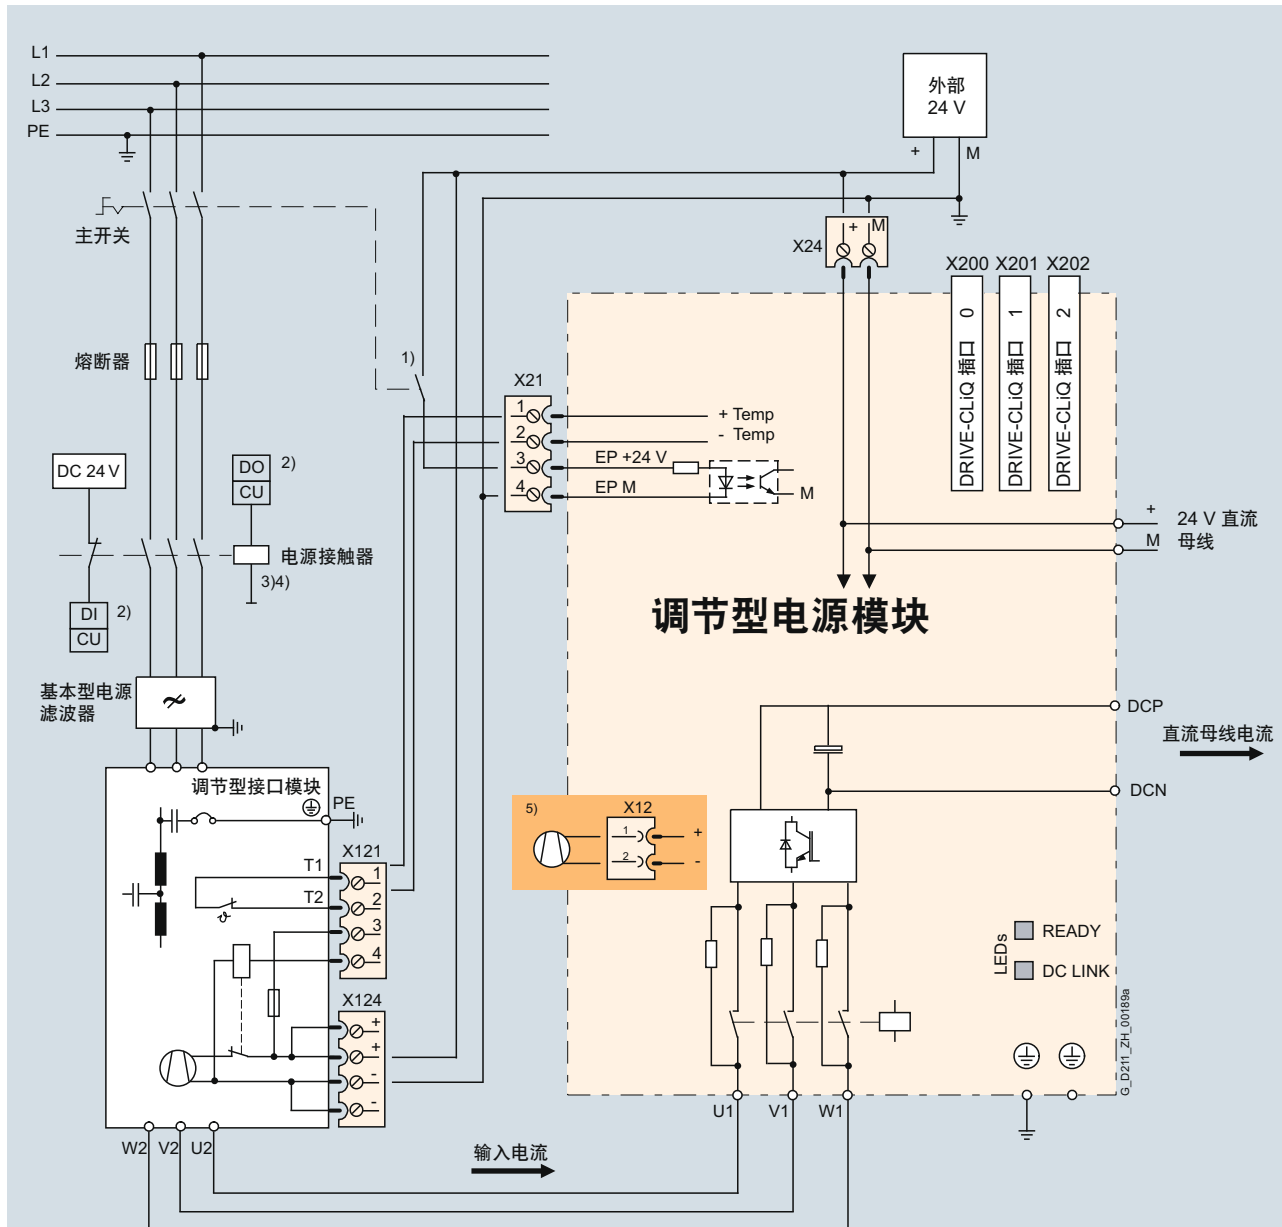 L1
L2
L3
PE
外部
24 V
+ M
主开关
X24
+ M
X200 X201 X202
DRIVE-CLiQ 插口 0
DRIVE-CLiQ 插口 1
DRIVE-CLiQ 插口 2
熔断器
1)
X21
1
2
3
4
+ Temp
- Temp
EP +24 V
EP M
M
DC 24 V
DO
CU
2)
电源接触器
3)4)
DI
CU
2)
+
M
24 V 直流
母线
调节型电源模块
基本型电源
滤波器
DCP
直流母线电流
DCN
调节型接口模块
PE
5)
X12
1
2
+
-
X121
T1
T2
1
2
3
4
ϑ
X124
+
+
-
-
LEDs
READY
DC LINK
G_D211_ZH_00189a
U1 V1 W1
W2 V2 U2
输入电流